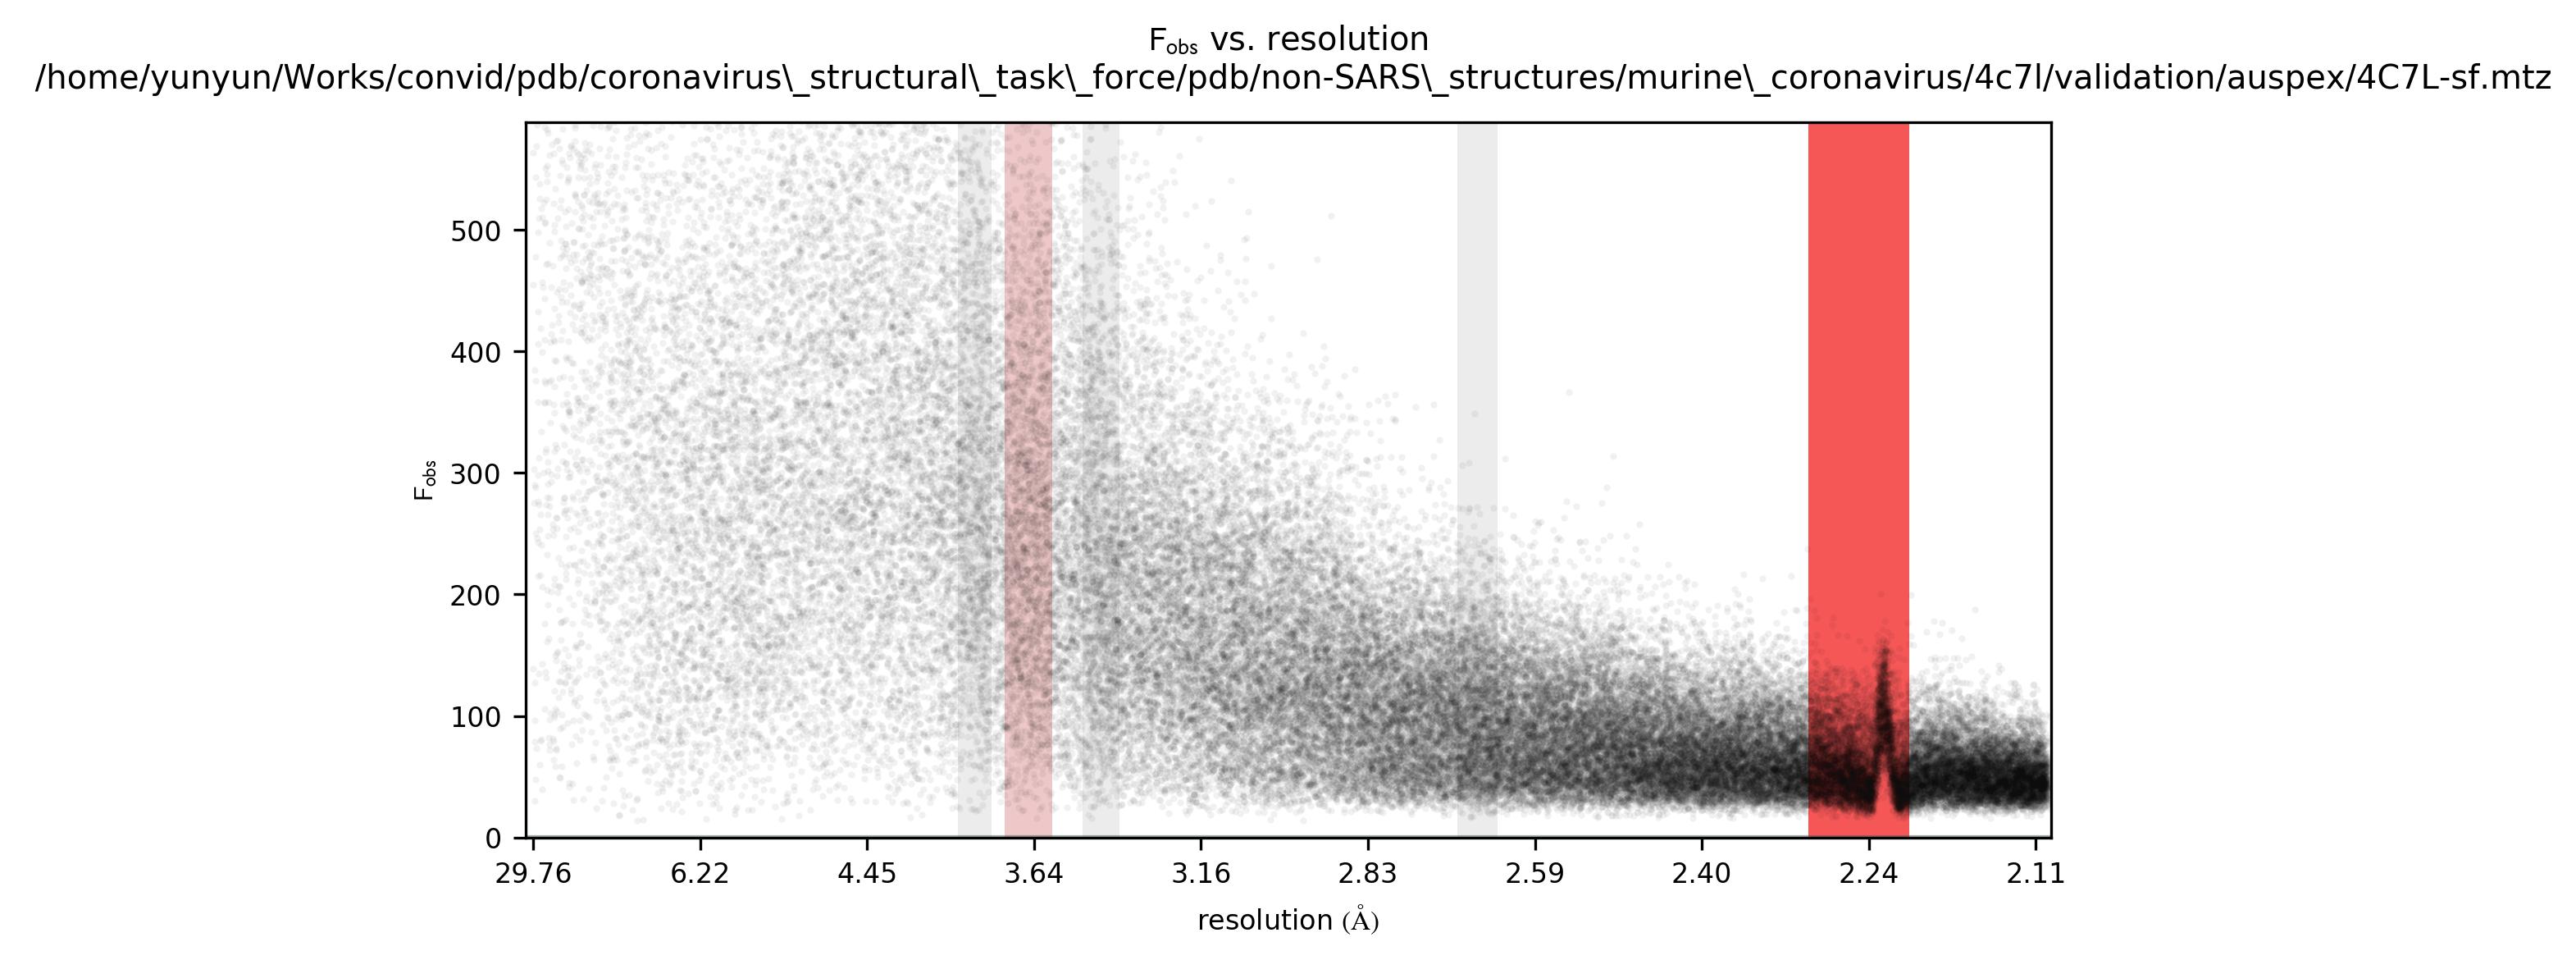 Fobs vs. resolution
/home/yunyun/Works/convid/pdb/coronavirus\_structural\_task\_force/pdb/non-SARS\_structures/murine\_coronavirus/4c7l/validation/auspex/4C7L-sf.mtz
Fobs
500
400
300
200
100
0
29.76 6.22 4.45 3.64 3.16 2.83 2.59 2.40 2.24 2.11
resolution (Å)